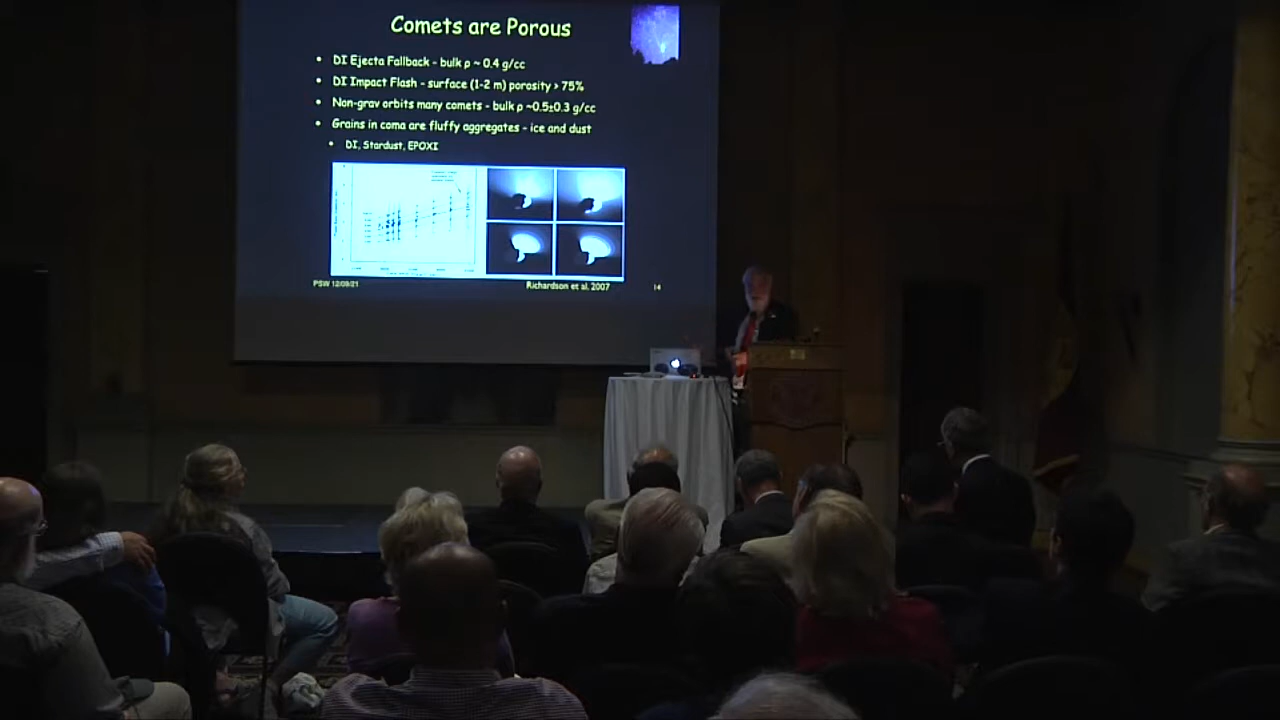 Comets are Porous
• DI Ejecta Fallback - bulk ρ ~ 0.4 g/cc
• DI Impact Flash - surface (1-2 m) porosity > 75%
• Non-grav orbits many comets - bulk ρ ~0.5±0.3 g/cc
• Grains in coma are fluffy aggregates - ice and dust
• DI, Stardust, EPOXI
PSW 12/09/21
Richardson et al. 2007
14